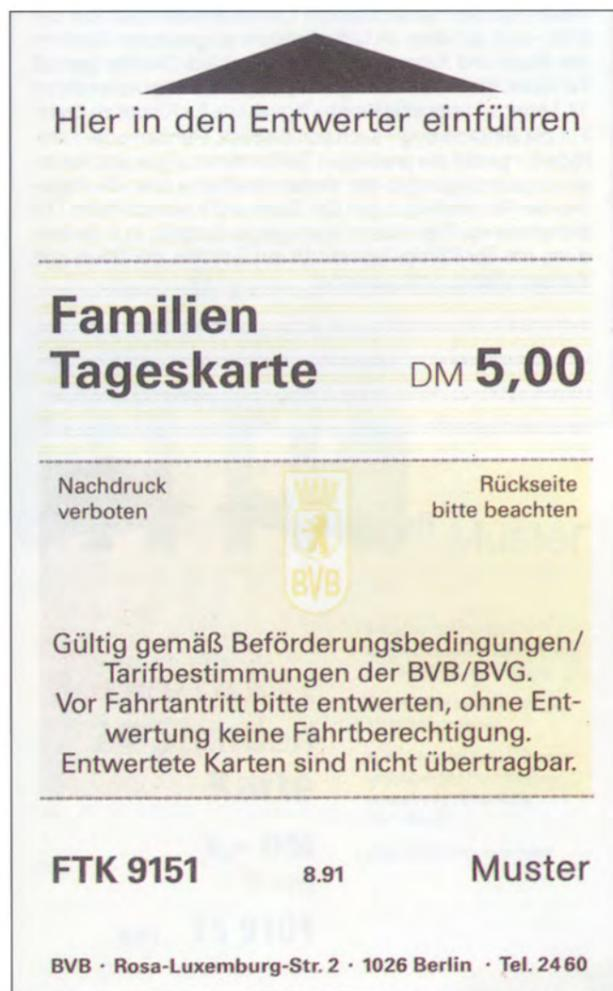 Hier in den Entwerter einführen
Familien
Tageskarte DM 5,00
Nachdruck
verboten
Rückseite
bitte beachten
BVB
Gültig gemäß Beförderungsbedingungen/
Tarifbestimmungen der BVB/BVG.
Vor Fahrtantritt bitte entwerten, ohne Ent-
wertung keine Fahrtberechtigung.
Entwertete Karten sind nicht übertragbar.
FTK 9151 8.91 Muster
BVB · Rosa-Luxemburg-Str. 2 · 1026 Berlin · Tel. 24 60